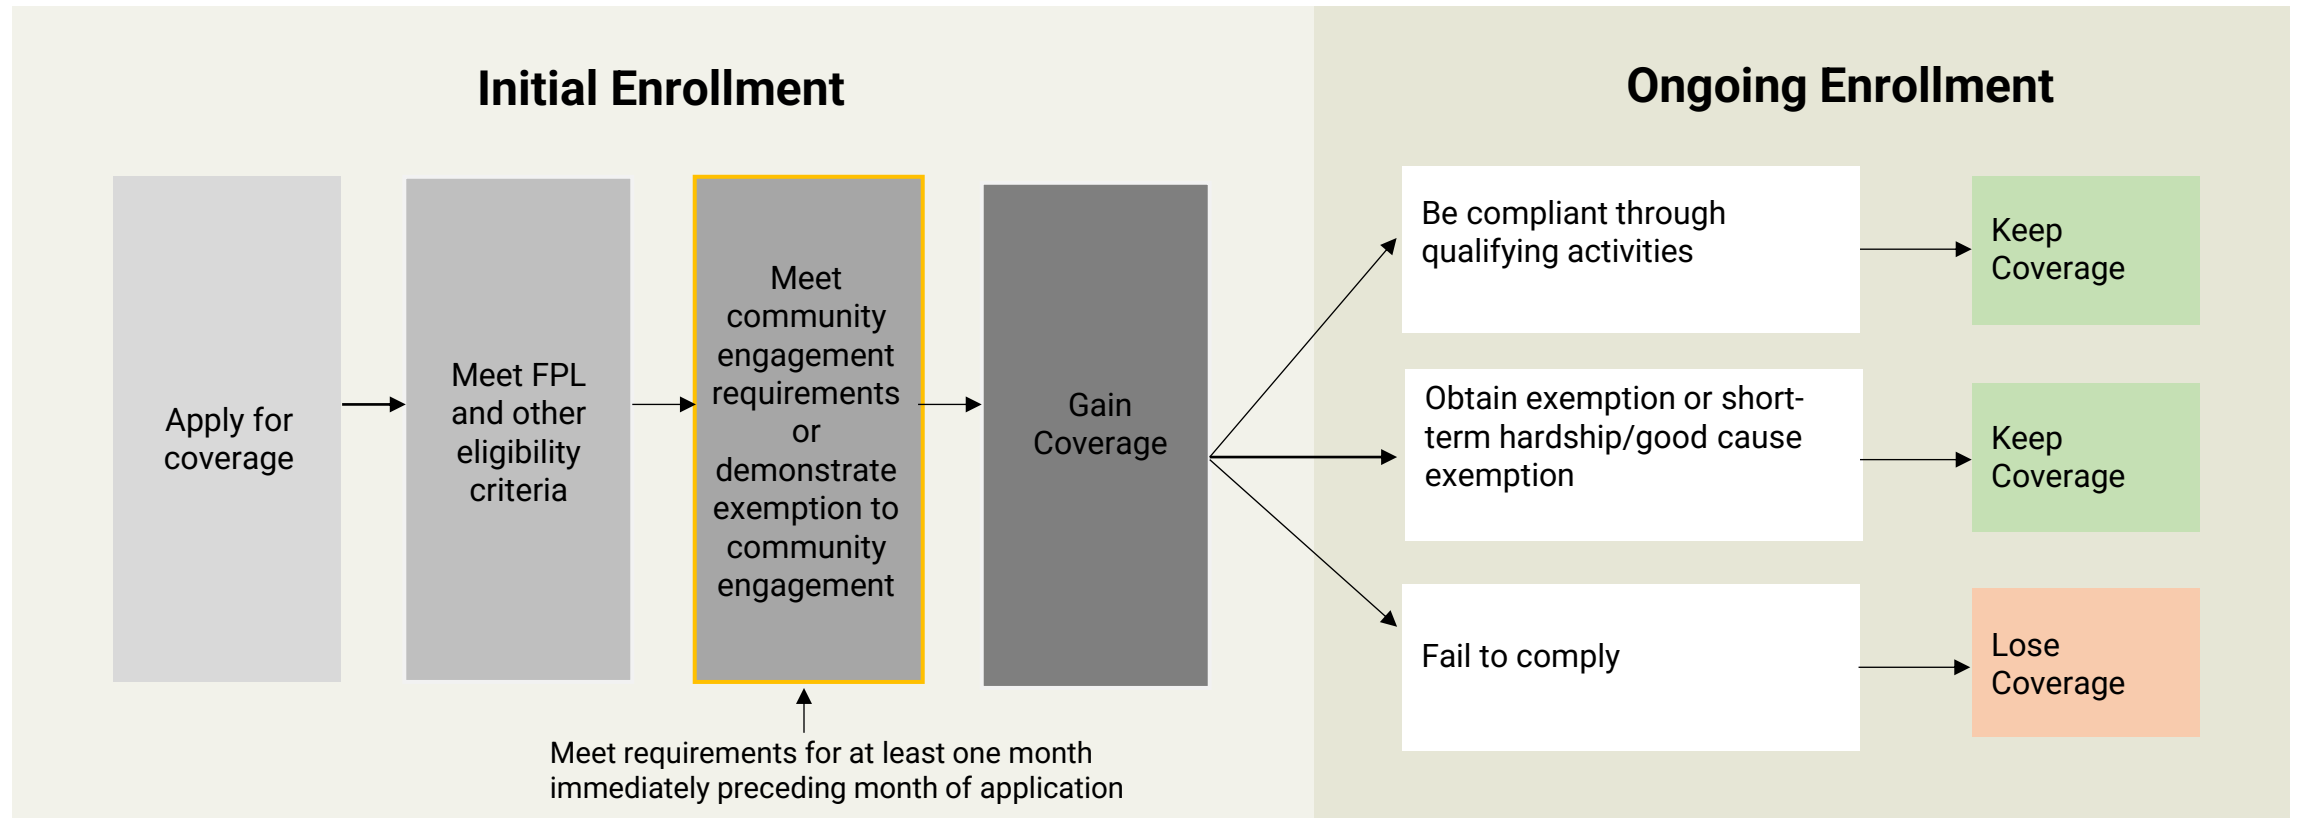 Initial Enrollment
Apply for
coverage
Meet FPL
and other
eligibility
criteria
Meet
community
engagement
requirements
or
demonstrate
exemption to
community
engagement
Gain
Coverage
Meet requirements for at least one month
immediately preceding month of application
Ongoing Enrollment
Be compliant through
qualifying activities
Keep
Coverage
Obtain exemption or short-
term hardship/good cause
exemption
Keep
Coverage
Fail to comply
Lose
Coverage